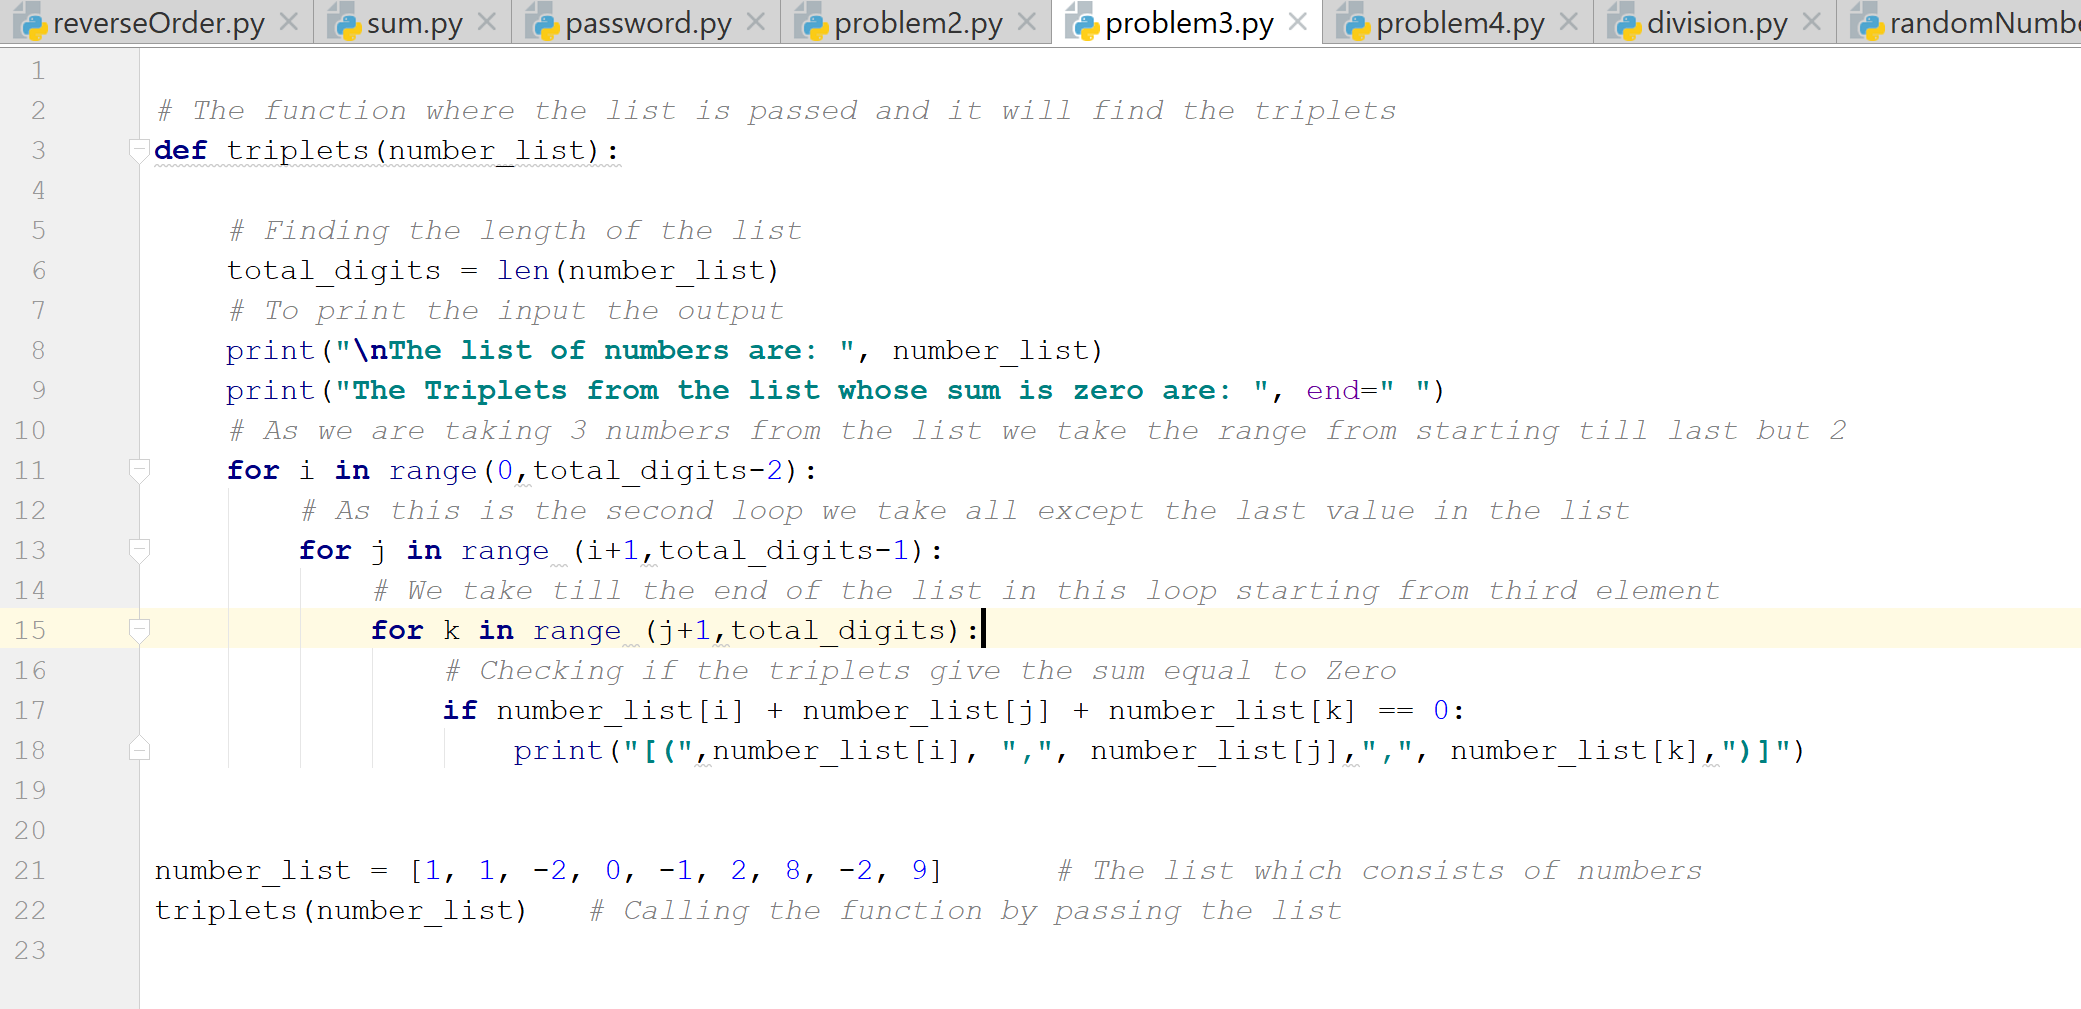 reverseOrder.py sum.py password.py problem2.py problem3.py problem4.py division.py randomNumbe
1
2 # The function where the list is passed and it will find the triplets
3 def triplets(number_list):
4
5     # Finding the length of the list
6     total_digits = len(number_list)
7     # To print the input the output
8     print("\nThe list of numbers are: ", number_list)
9     print("The Triplets from the list whose sum is zero are: ", end=" ")
10     # As we are taking 3 numbers from the list we take the range from starting till last but 2
11     for i in range(0,total_digits-2):
12         # As this is the second loop we take all except the last value in the list
13         for j in range (i+1,total_digits-1):
14             # We take till the end of the list in this loop starting from third element
15             for k in range (j+1,total_digits):
16                 # Checking if the triplets give the sum equal to Zero
17                 if number_list[i] + number_list[j] + number_list[k] == 0:
18                     print("[(",number_list[i], ",", number_list[j],",", number_list[k],")]")
19
20
21 number_list = [1, 1, -2, 0, -1, 2, 8, -2, 9]      # The list which consists of numbers
22 triplets(number_list)   # Calling the function by passing the list
23